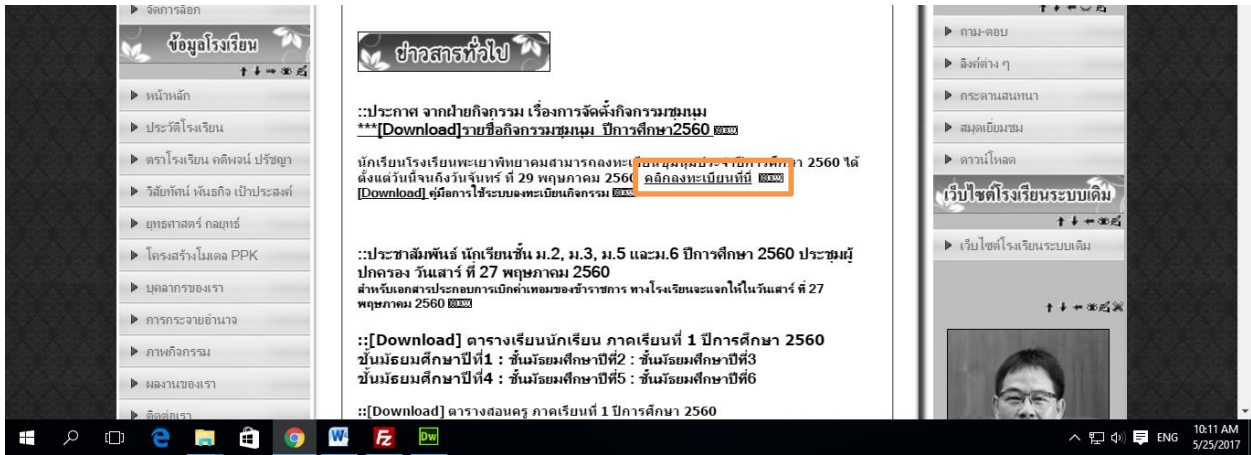 จัดการล๊อก
ข้อมูลโรงเรียน
หน้าหลัก
ประวัติโรงเรียน
ตราโรงเรียน คติพจน์ ปรัชญา
วิสัยทัศน์ พันธกิจ เป้าประสงค์
ยุทธศาสตร์ กลยุทธ์
โครงสร้างโมเดล PPK
บุคลากรของเรา
การกระจายอำนาจ
ภาพกิจกรรม
ผลงานของเรา
ติดต่อเรา
ข่าวสารทั่วไป
::ประกาศ จากฝ่ายกิจกรรม เรื่องการจัดตั้งกิจกรรมชุมนุม
***[Download]รายชื่อกิจกรรมชุมนุม ปีการศึกษา2560
นักเรียนโรงเรียนพะเยาพิทยาคมสามารถลงทะเบียนชุมนุมประจำปีการศึกษา 2560 ได้
ตั้งแต่วันนี้จนถึงวันจันทร์ ที่ 29 พฤษภาคม 2560 คลิกลงทะเบียนที่นี่
[Download] คู่มือการใช้ระบบลงทะเบียนกิจกรรม
::ประชาสัมพันธ์ นักเรียนชั้น ม.2, ม.3, ม.5 และม.6 ปีการศึกษา 2560 ประชุมผู้
ปกครอง วันเสาร์ ที่ 27 พฤษภาคม 2560
สำหรับเอกสารประกอบการเบิกค่าเทอมของข้าราชการ ทางโรงเรียนจะแจกให้ในวันเสาร์ ที่ 27
พฤษภาคม 2560
::[Download] ตารางเรียนนักเรียน ภาคเรียนที่ 1 ปีการศึกษา 2560
ชั้นมัธยมศึกษาปีที่1 : ชั้นมัธยมศึกษาปีที่2 : ชั้นมัธยมศึกษาปีที่3
ชั้นมัธยมศึกษาปีที่4 : ชั้นมัธยมศึกษาปีที่5 : ชั้นมัธยมศึกษาปีที่6
::[Download] ตารางสอนครู ภาคเรียนที่ 1 ปีการศึกษา 2560
ถาม-ตอบ
ลิงค์ต่าง ๆ
กระดานสนทนา
สมุดเยี่ยมชม
ดาวน์โหลด
เว็บไซต์โรงเรียนระบบเดิม
เว็บไซต์โรงเรียนระบบเดิม
Dw
ENG
10:11 AM
5/25/2017